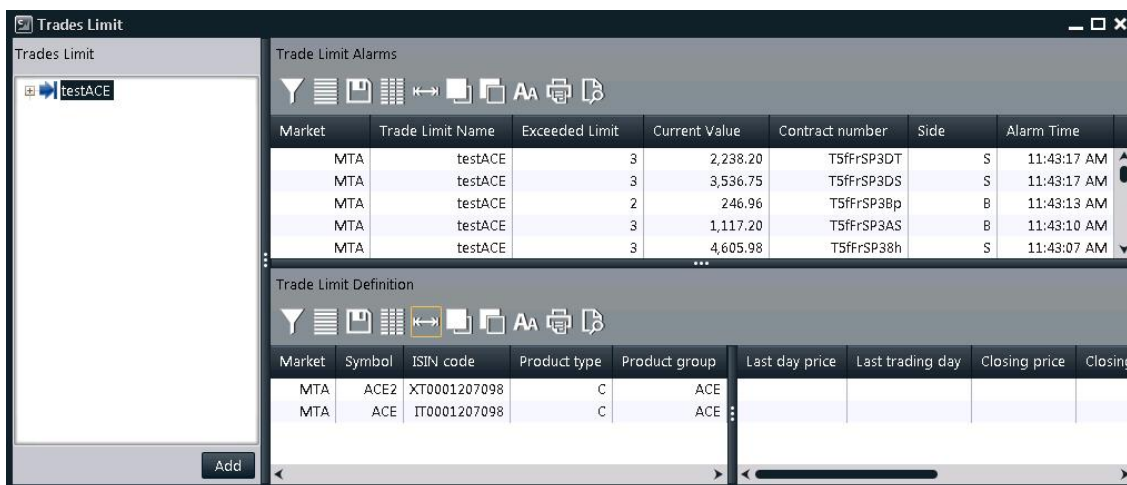 Trades Limit
Trades Limit
testACE
Add
Trade Limit Alarms
Market Trade Limit Name Exceeded Limit Current Value Contract number Side Alarm Time
MTA testACE 3 2,238.20 T5fFrSP3DT S 11:43:17 AM
MTA testACE 3 3,536.75 T5fFrSP3DS S 11:43:17 AM
MTA testACE 2 246.96 T5fFrSP3Bp B 11:43:13 AM
MTA testACE 3 1,117.20 T5fFrSP3AS B 11:43:10 AM
MTA testACE 3 4,605.98 T5fFrSP38h S 11:43:07 AM
Trade Limit Definition
Market Symbol ISIN code Product type Product group Last day price Last trading day Closing price Closing
MTA ACE2 XT0001207098 C ACE
MTA ACE IT0001207098 C ACE